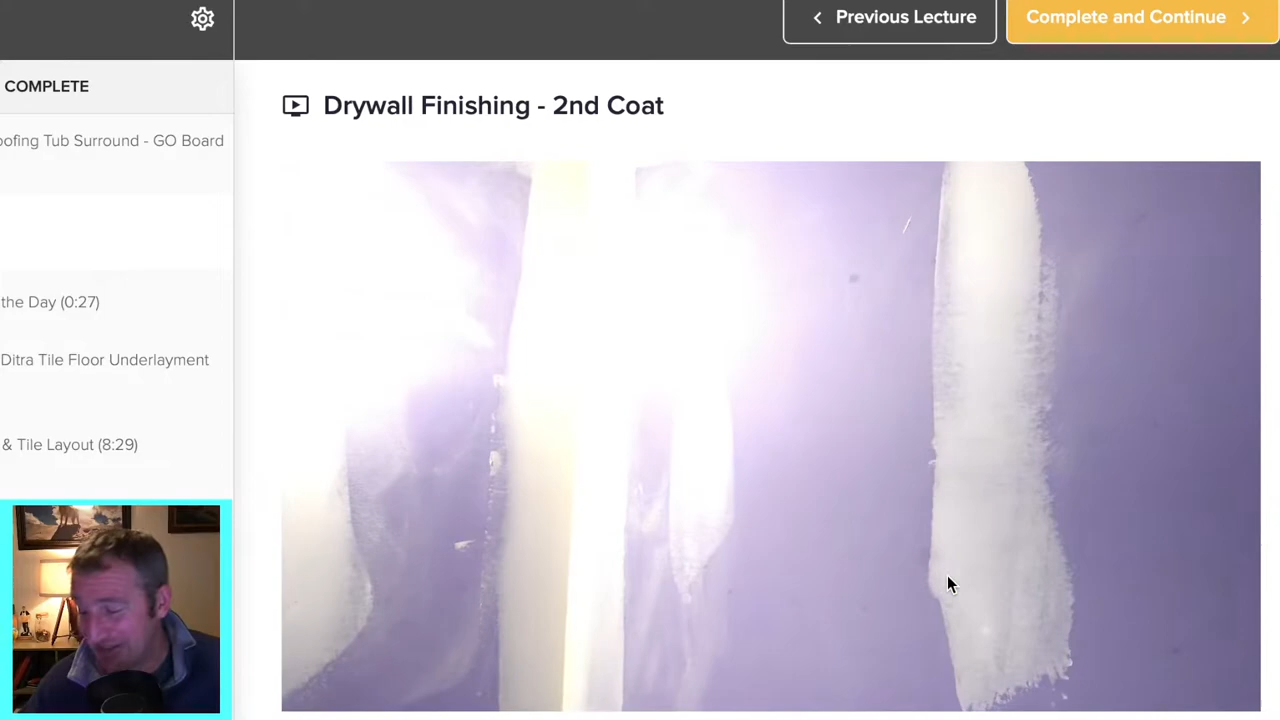 Previous Lecture
Complete and Continue
COMPLETE
Drywall Finishing - 2nd Coat
Tub Surround - GO Board
the Day (0:27)
Ditra Tile Floor Underlayment
& Tile Layout (8:29)